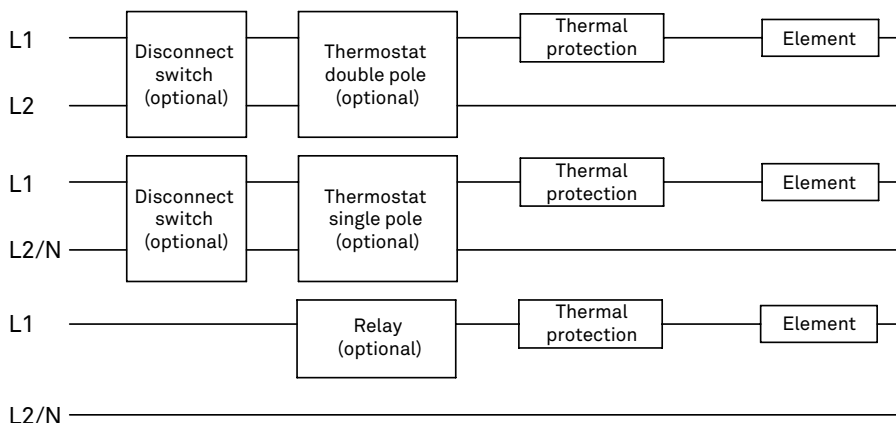 L1
Disconnect
switch
(optional)
Thermostat
double pole
(optional)
Thermal
protection
Element
L2
L1
Disconnect
switch
(optional)
Thermostat
single pole
(optional)
Thermal
protection
Element
L2/N
L1
Relay
(optional)
Thermal
protection
Element
L2/N